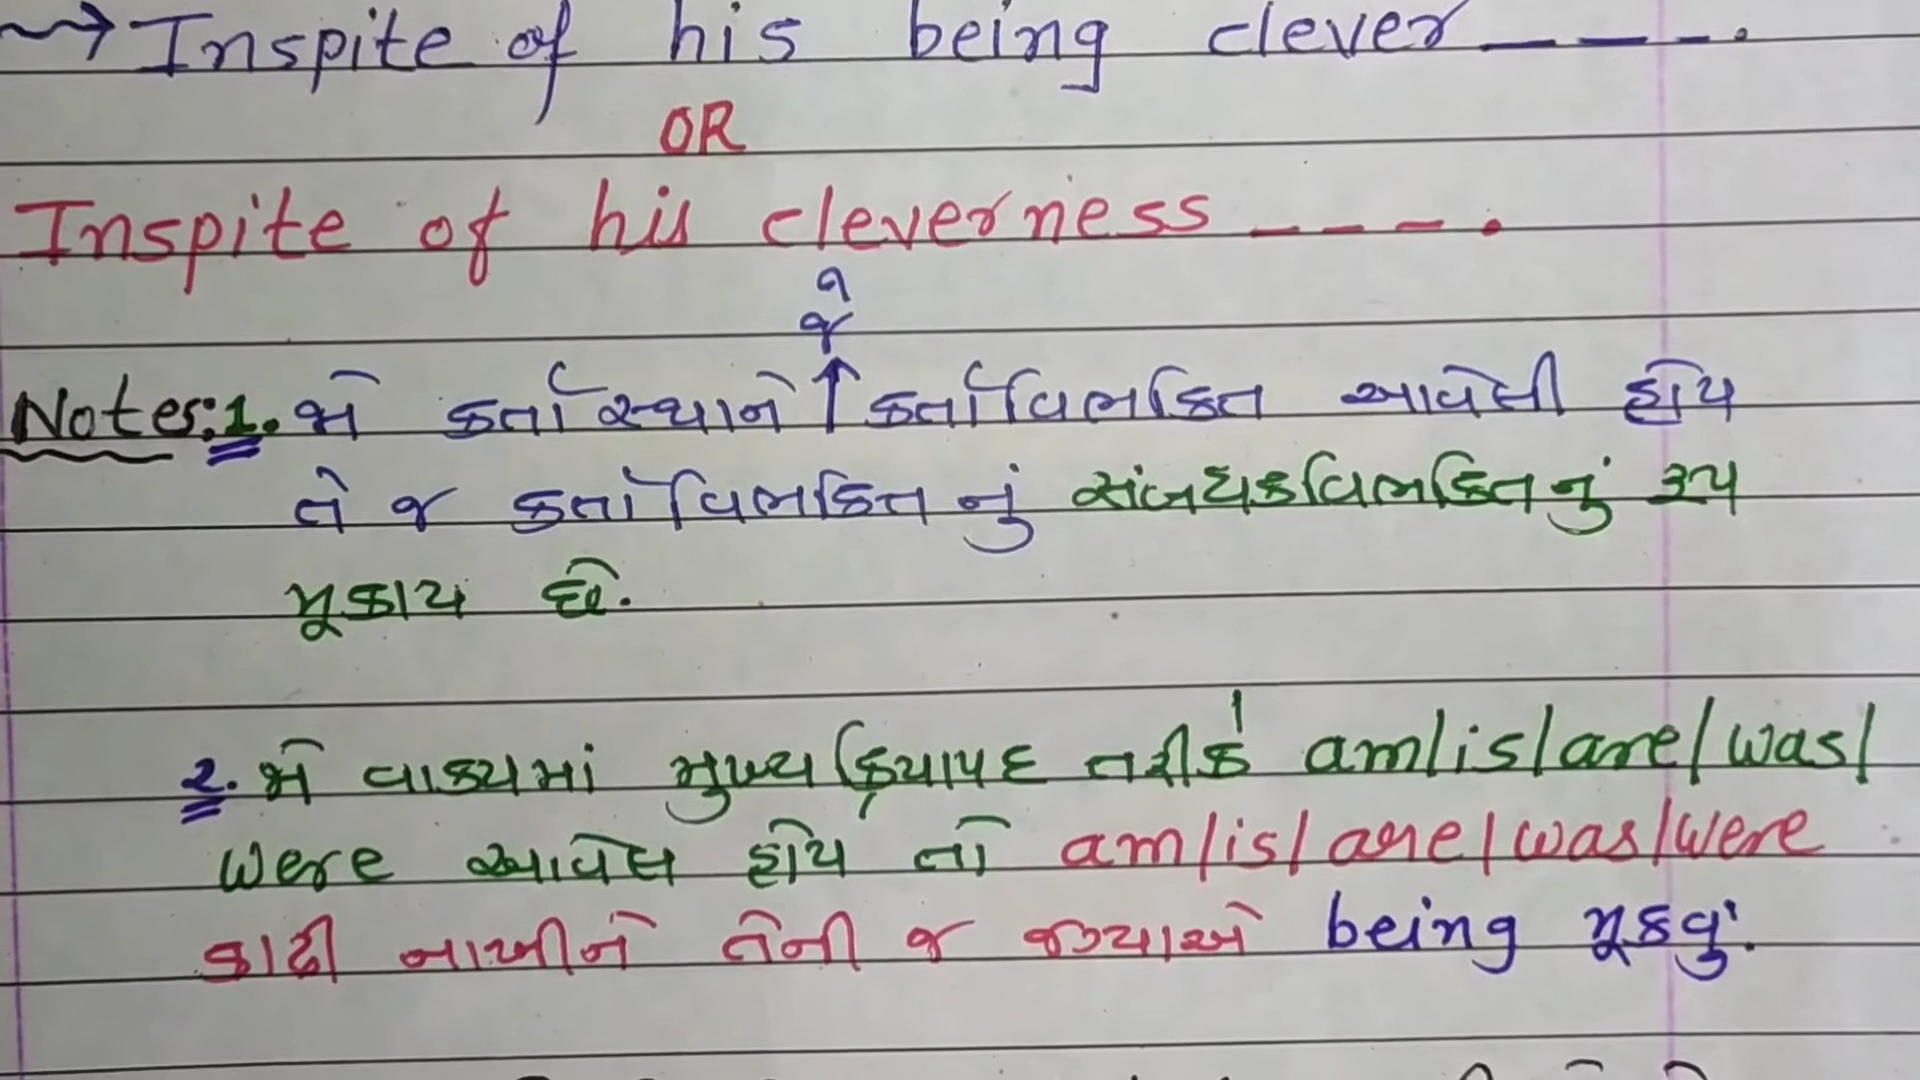 → Inspite of his being clever ----.
OR
Inspite of his cleverness ----.
જ
Notes:1. જો કર્તા સ્થાને ↑ કર્તાવિભક્તિ આવેલી હોય
તે જ કર્તા વિભક્તિ નું સંબંધકવિભક્તિનું રૂપ
મૂકાય છે.
2. જો વાક્યમાં મુખ્ય ક્રિયાપદ તરીકે am/is/are/was/
were આવેલ હોય તો am/is/are/was/were
કાઢી નાખીને તેની જ જગ્યાએ being મૂકવું.